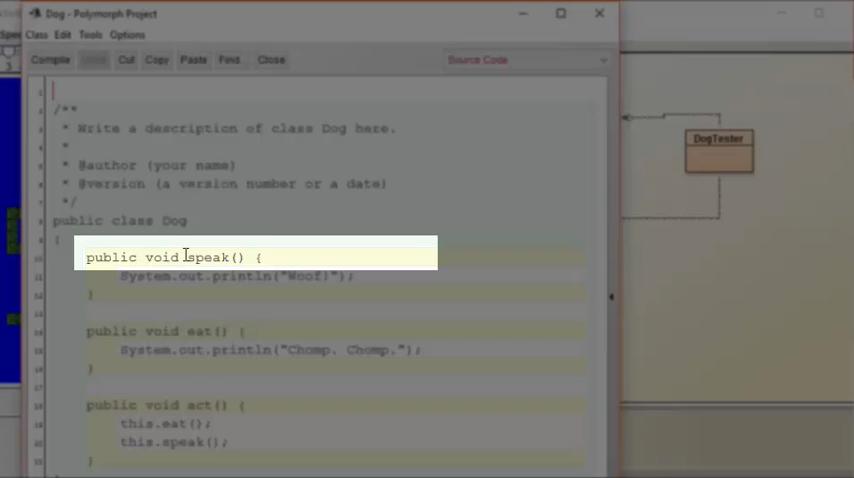 Dog - Polymorph Project
Class Edit Tools Options
Compile Undo Cut Copy Paste Find... Close
Source Code
/**
* Write a description of class Dog here.
*
* @author (your name)
* @version (a version number or a date)
*/
public class Dog
{
public void speak() {
System.out.println("Woof)");
}
public void eat() {
System.out.println("Chomp. Chomp.");
}
public void act() {
this.eat();
this.speak();
}
DogTester